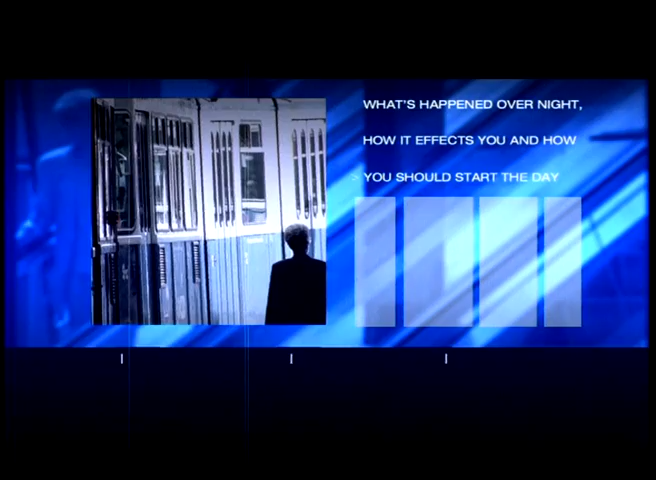 WHAT'S HAPPENED OVER NIGHT,
HOW IT EFFECTS YOU AND HOW
> YOU SHOULD START THE DAY